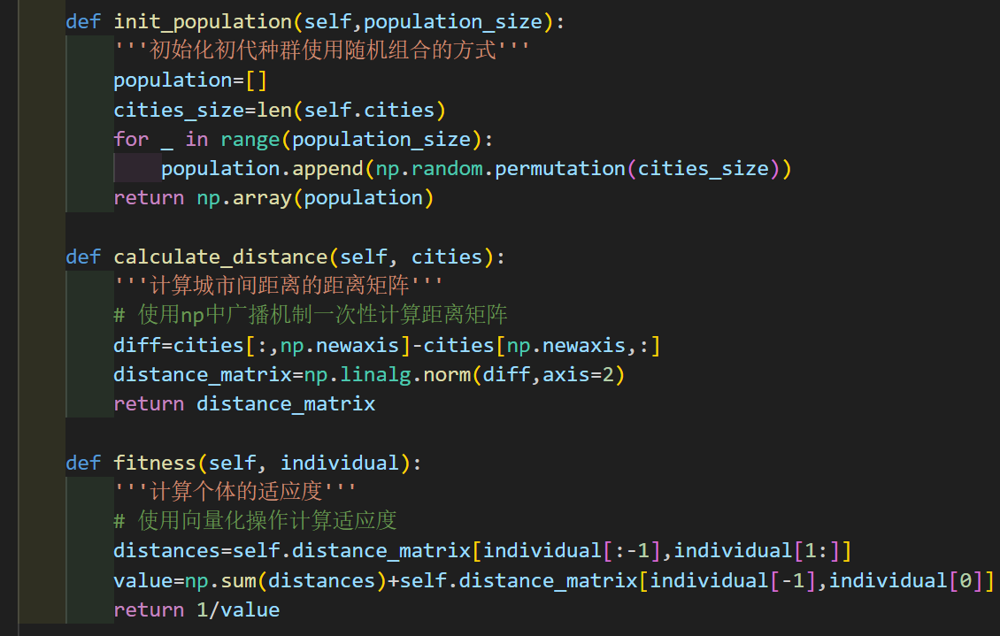 def init_population(self,population_size):
'''初始化初代种群使用随机组合的方式'''
population=[]
cities_size=len(self.cities)
for _ in range(population_size):
population.append(np.random.permutation(cities_size))
return np.array(population)
def calculate_distance(self, cities):
'''计算城市间距离的距离矩阵'''
# 使用np中广播机制一次性计算距离矩阵
diff=cities[:,np.newaxis]-cities[np.newaxis,:]
distance_matrix=np.linalg.norm(diff,axis=2)
return distance_matrix
def fitness(self, individual):
'''计算个体的适应度'''
# 使用向量化操作计算适应度
distances=self.distance_matrix[individual[:-1],individual[1:]]
value=np.sum(distances)+self.distance_matrix[individual[-1],individual[0]]
return 1/value